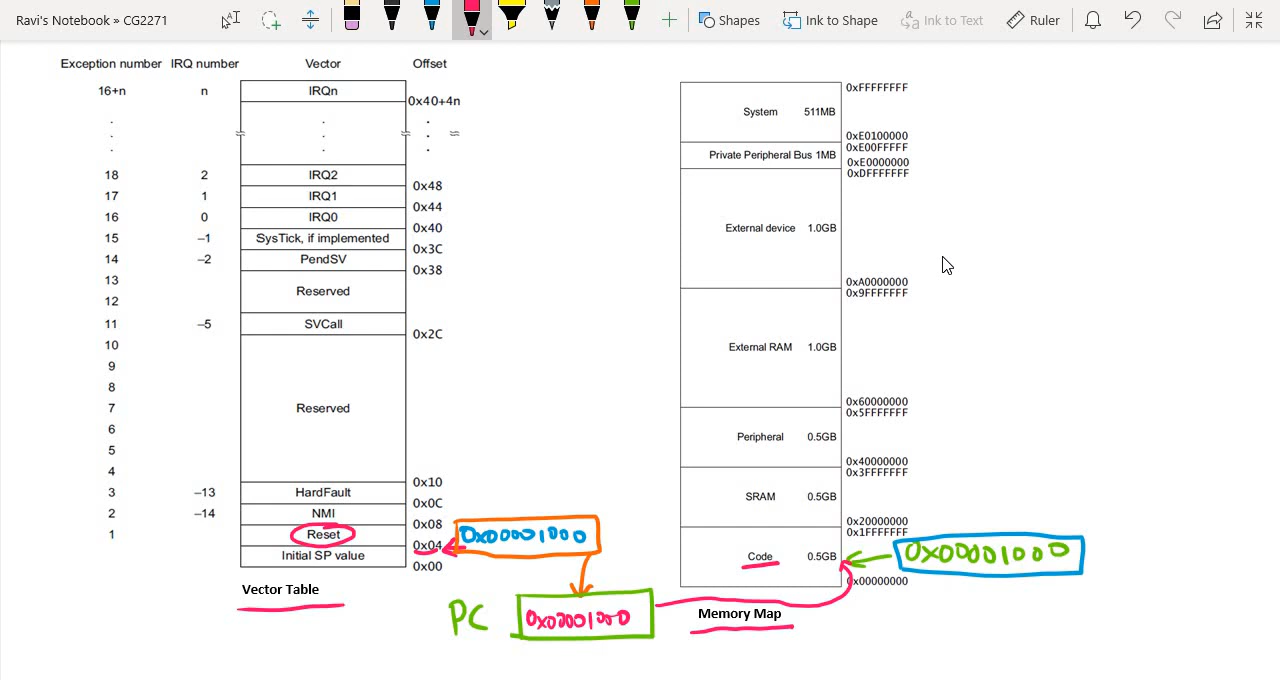 Ravi's Notebook » CG2271
Shapes Ink to Shape Ink to Text Ruler
Exception number IRQ number Vector Offset
16+n n IRQn
0x40+4n
18 2 IRQ2
0x48
17 1 IRQ1
0x44
16 0 IRQ0
0x40
15 –1 SysTick, if implemented
0x3C
14 –2 PendSV
0x38
13
Reserved
12
11 –5 SVCall
0x2C
10
9
8
7 Reserved
6
5
4
0x10
3 –13 HardFault
0x0C
2 –14 NMI
0x08
1 Reset
0x04
Initial SP value
0x00
Vector Table
0x00001000
PC 0x00001000
0xFFFFFFFF
System 511MB
0xE0100000
0xE00FFFFF
Private Peripheral Bus 1MB
0xE0000000
0xDFFFFFFF
External device 1.0GB
0xA0000000
0x9FFFFFFF
External RAM 1.0GB
0x60000000
0x5FFFFFFF
Peripheral 0.5GB
0x40000000
0x3FFFFFFF
SRAM 0.5GB
0x20000000
0x1FFFFFFF
Code 0.5GB
0x00001000
0x00000000
Memory Map